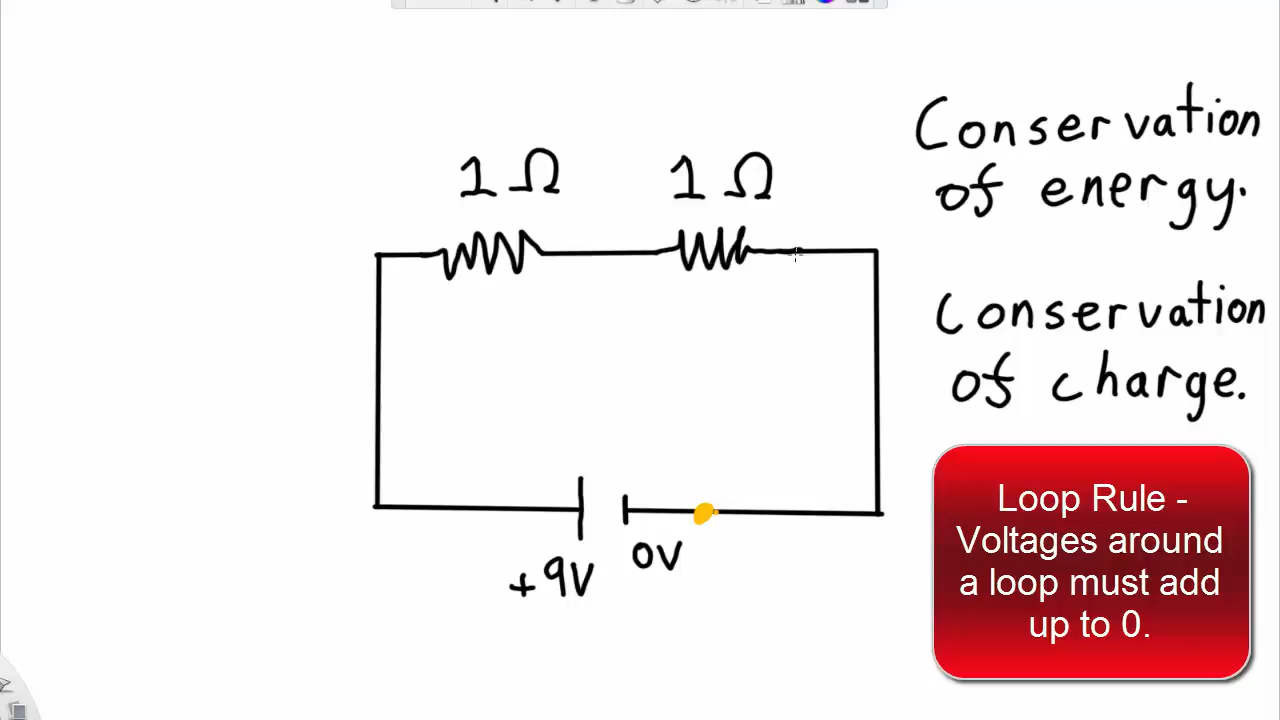 1 Ω 1 Ω
+9V 0V
Conservation
of energy.
Conservation
of charge.
Loop Rule -
Voltages around
a loop must add
up to 0.